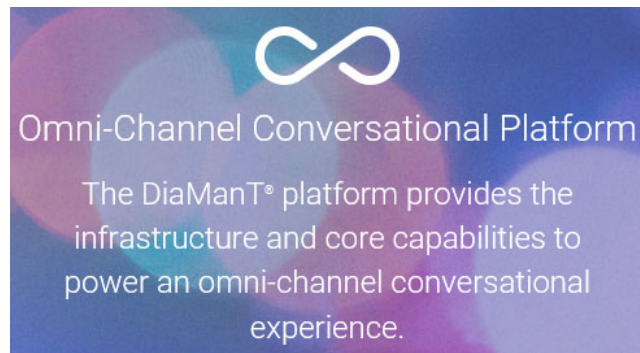 Omni-Channel Conversational Platform
The DiaManT® platform provides the
infrastructure and core capabilities to
power an omni-channel conversational
experience.